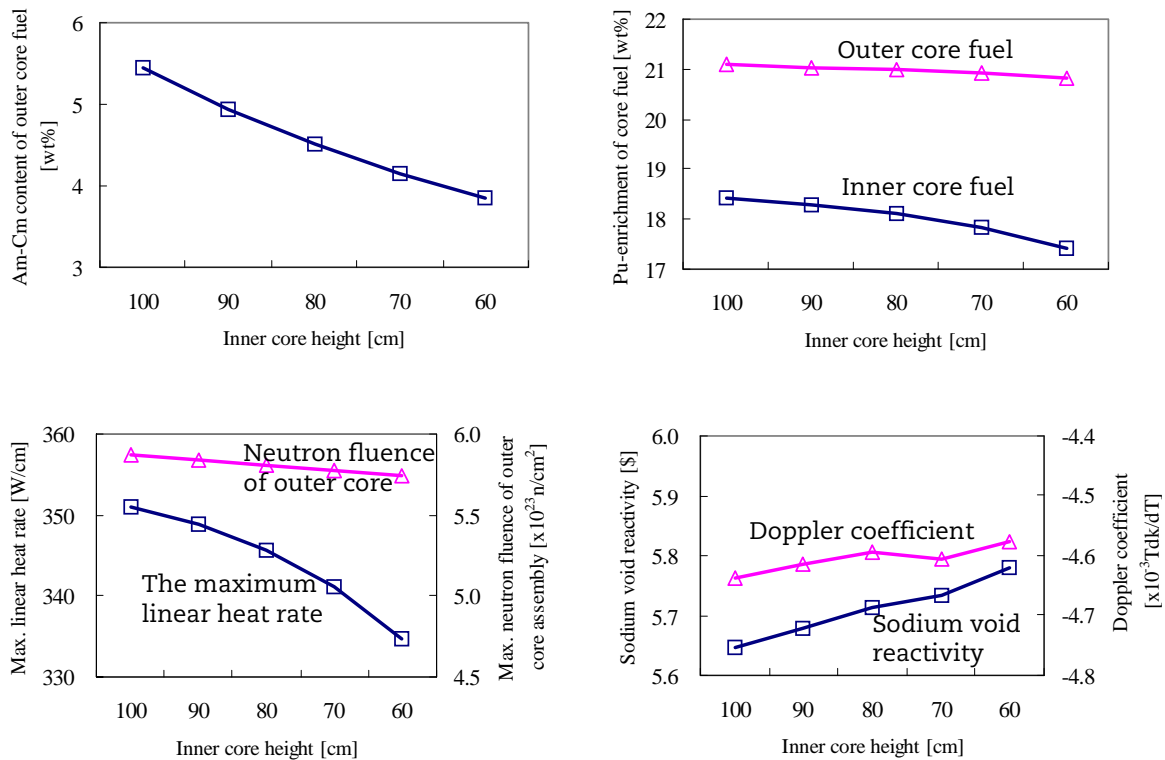 Am-Cm content of outer core fuel
[wt%]
6
5
4
3
100 90 80 70 60
Inner core height [cm]
Pu-enrichment of core fuel [wt%]
22
21
20
19
18
17
Outer core fuel
Inner core fuel
100 90 80 70 60
Inner core height [cm]
Max. linear heat rate [W/cm]
360
350
340
330
Neutron fluence
of outer core
The maximum
linear heat rate
6.0
5.5
5.0
4.5
Max. neutron fluence of outer
core assembly [x10²³n/cm²]
100 90 80 70 60
Inner core height [cm]
Sodium void reactivity [$]
6.0
5.9
5.8
5.7
5.6
Doppler coefficient
Sodium void
reactivity
-4.4
-4.5
-4.6
-4.7
-4.8
Doppler coefficient
[x10⁻³Tdk/dT]
100 90 80 70 60
Inner core height [cm]